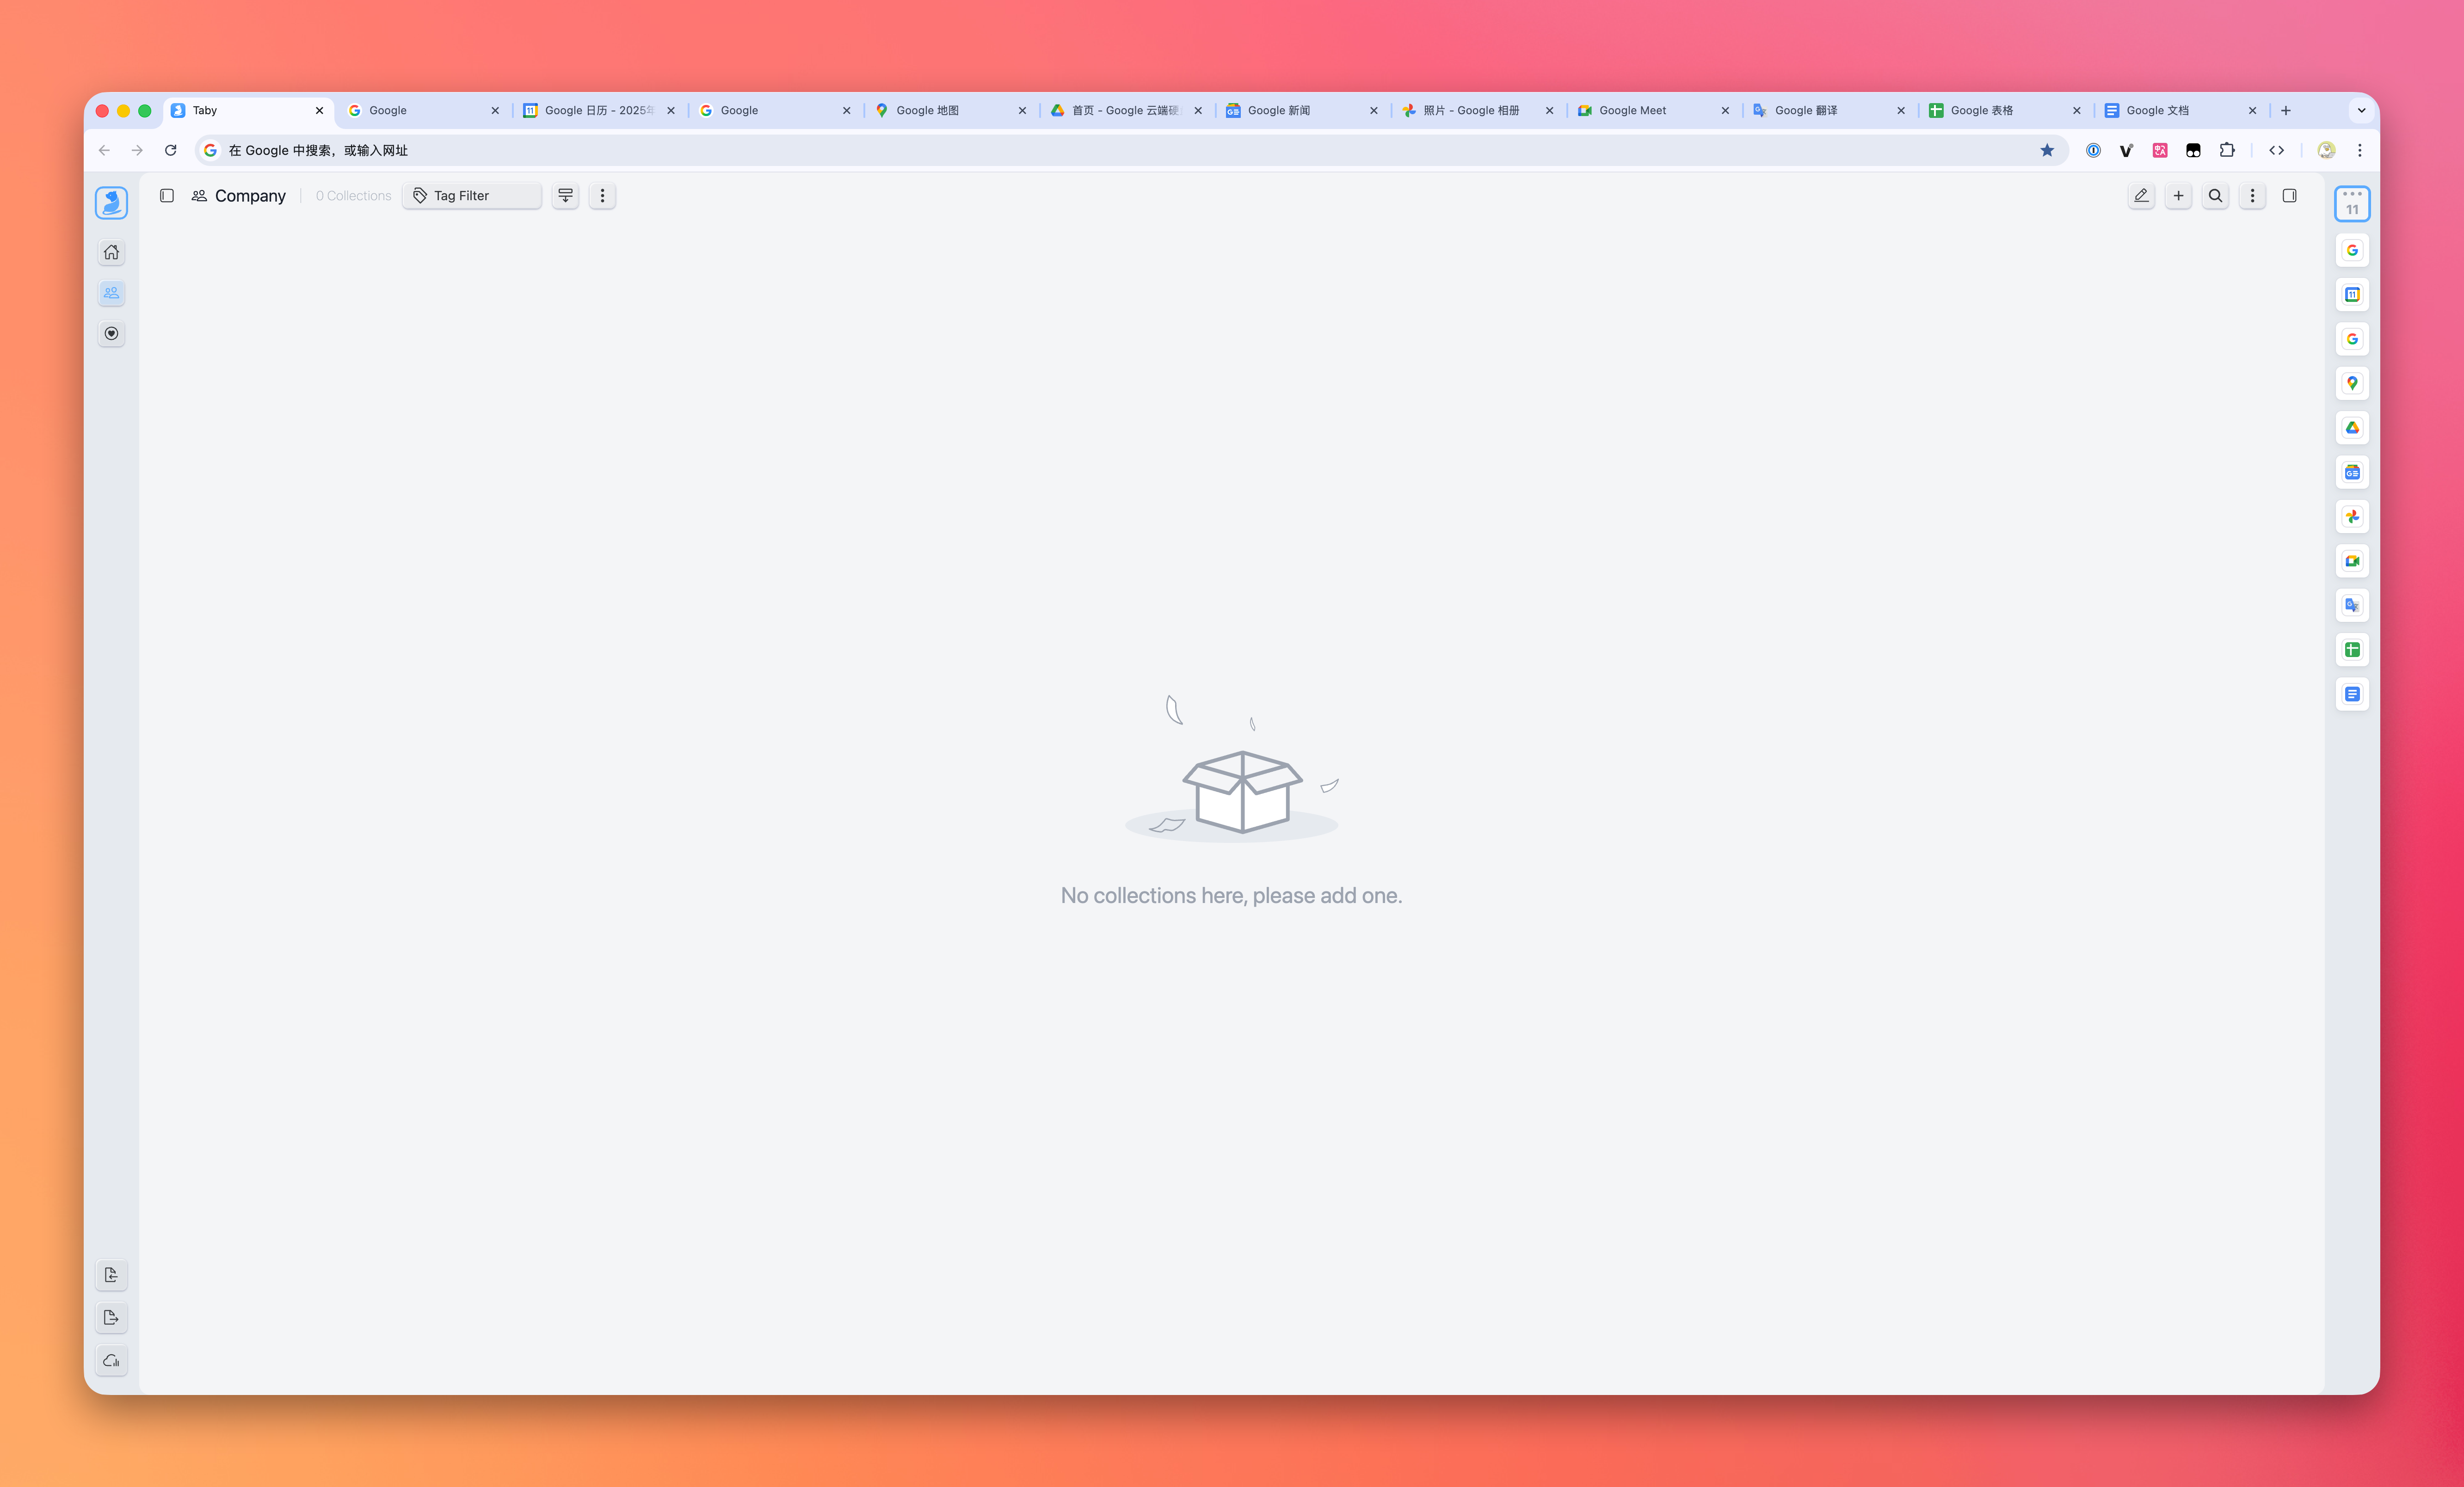 Taby
Google
Google 日历 - 2025年
Google
Google 地图
首页 - Google 云端硬
Google 新闻
照片 - Google 相册
Google Meet
Google 翻译
Google 表格
Google 文档
在 Google 中搜索，或输入网址
Company
0 Collections
Tag Filter
11
No collections here, please add one.